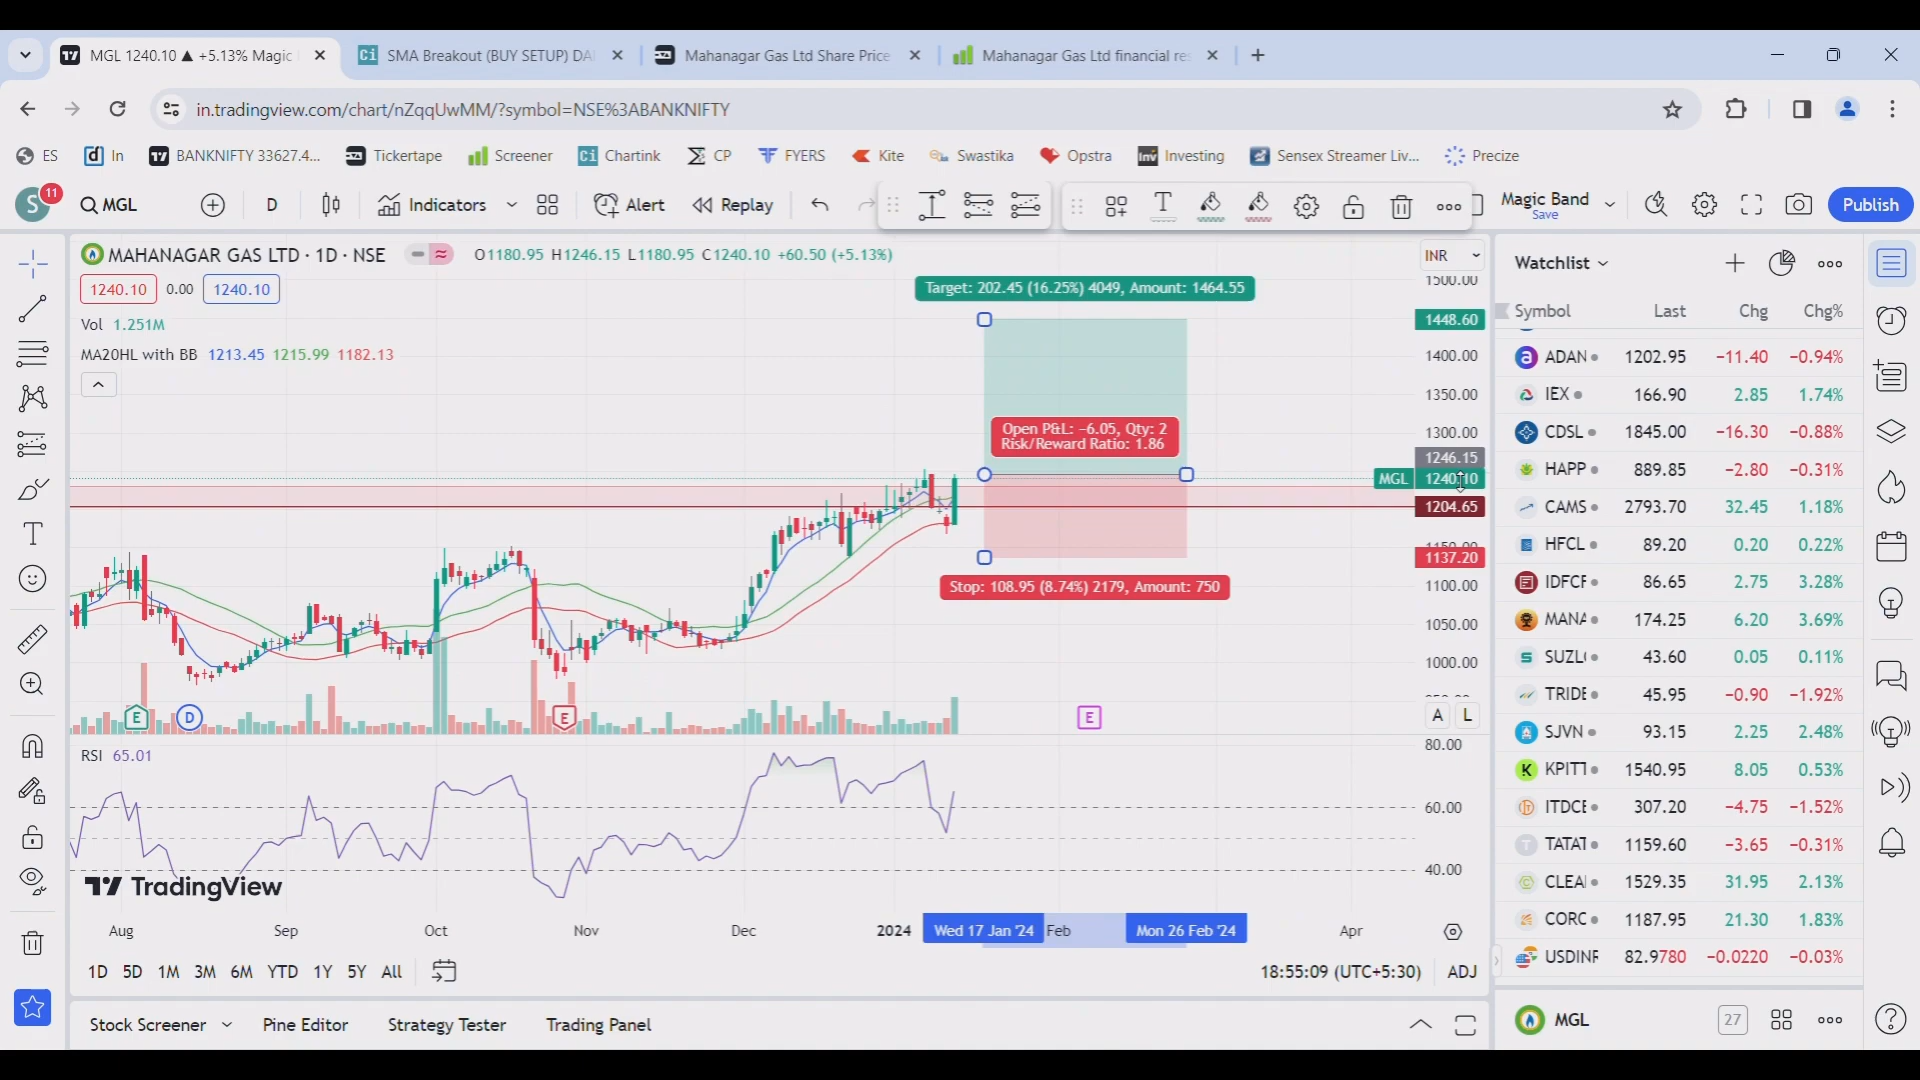 MGL 1240.10 ▲ +5.13% Magic
SMA Breakout (BUY SETUP) DA
Mahanagar Gas Ltd Share Price
Mahanagar Gas Ltd financial re
in.tradingview.com/chart/nZqqUwMM/?symbol=NSE%3ABANKNIFTY
ES
In
BANKNIFTY 33627.4...
Tickertape
Screener
Chartink
CP
FYERS
Kite
Swastika
Opstra
Investing
Sensex Streamer Liv...
Precize
S
11
MGL
D
Indicators
Alert
Replay
Magic Band
Save
Publish
MAHANAGAR GAS LTD · 1D · NSE
O1180.95 H1246.15 L1180.95 C1240.10 +60.50 (+5.13%)
INR
1240.10
0.00
1240.10
Vol 1.251M
MA20HL with BB 1213.45 1215.99 1182.13
Target: 202.45 (16.25%) 4049, Amount: 1464.55
Open P&L: -6.05, Qty: 2
Risk/Reward Ratio: 1.86
Stop: 108.95 (8.74%) 2179, Amount: 750
1500.00
1448.60
1400.00
1350.00
1300.00
1246.15
MGL 1240.10
1204.65
1150.00
1137.20
1100.00
1050.00
1000.00
A
L
E
D
E
E
RSI 65.01
80.00
60.00
40.00
TradingView
Aug
Sep
Oct
Nov
Dec
2024
Wed 17 Jan '24
Feb
Mon 26 Feb '24
Apr
1D 5D 1M 3M 6M YTD 1Y 5Y All
18:55:09 (UTC+5:30)
ADJ
Stock Screener
Pine Editor
Strategy Tester
Trading Panel
Watchlist
Symbol Last Chg Chg%
ADAN 1202.95 -11.40 -0.94%
IEX 166.90 2.85 1.74%
CDSL 1845.00 -16.30 -0.88%
HAPP 889.85 -2.80 -0.31%
CAMS 2793.70 32.45 1.18%
HFCL 89.20 0.20 0.22%
IDFCF 86.65 2.75 3.28%
MANA 174.25 6.20 3.69%
SUZL 43.60 0.05 0.11%
TRIDE 45.95 -0.90 -1.92%
SJVN 93.15 2.25 2.48%
KPITT 1540.95 8.05 0.53%
ITDCE 307.20 -4.75 -1.52%
TATAT 1159.60 -3.65 -0.31%
CLEA 1529.35 31.95 2.13%
CORC 1187.95 21.30 1.83%
USDINR 82.9780 -0.0220 -0.03%
MGL
27